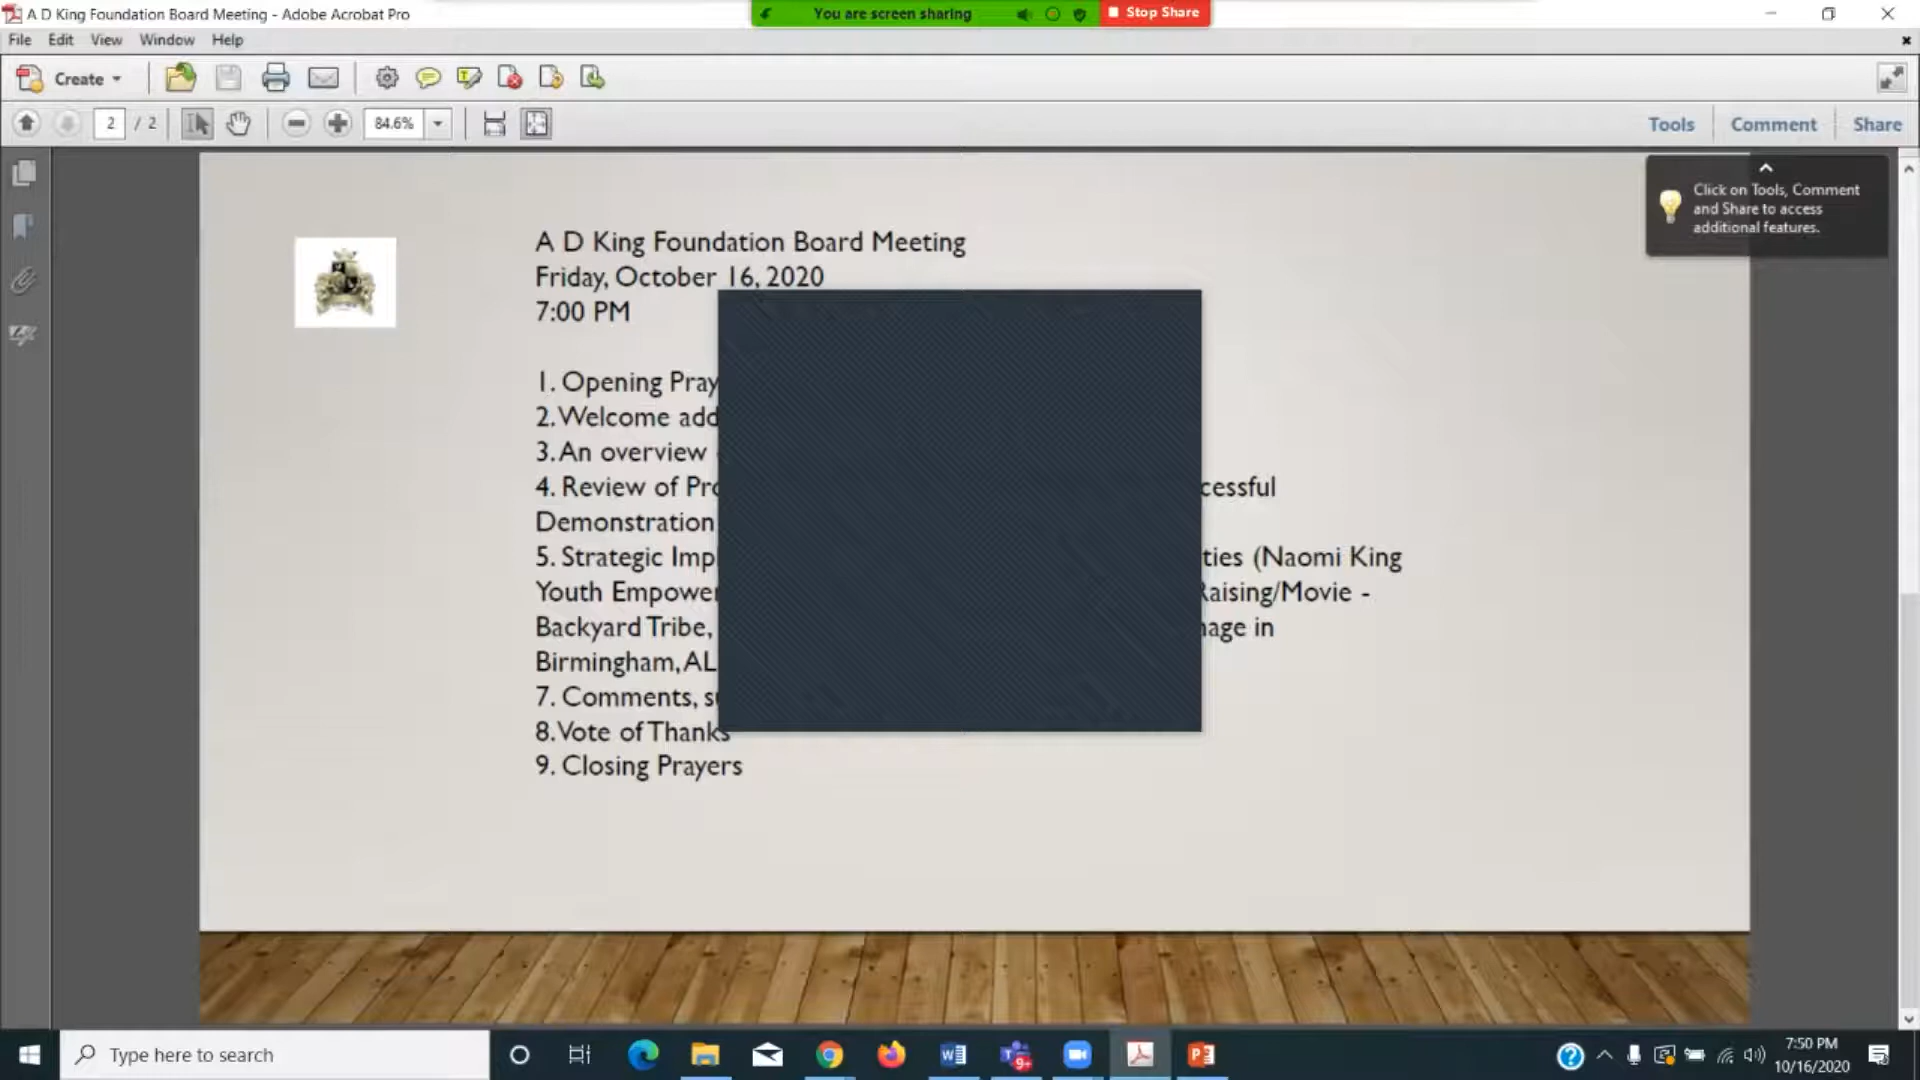 A D King Foundation Board Meeting - Adobe Acrobat Pro
You are screen sharing
Stop Share
File Edit View Window Help
Create
2 / 2
84.6%
Tools Comment Share
Click on Tools, Comment
and Share to access
additional features.
A D King Foundation Board Meeting
Friday, October 16, 2020
7:00 PM
1. Opening Pray
2. Welcome add
3. An overview
4. Review of Pro cessful
Demonstration
5. Strategic Imp ties (Naomi King
Youth Empower Raising/Movie -
Backyard Tribe, age in
Birmingham, AL
7. Comments, su
8. Vote of Thanks
9. Closing Prayers
Type here to search
9+
7:50 PM
10/16/2020